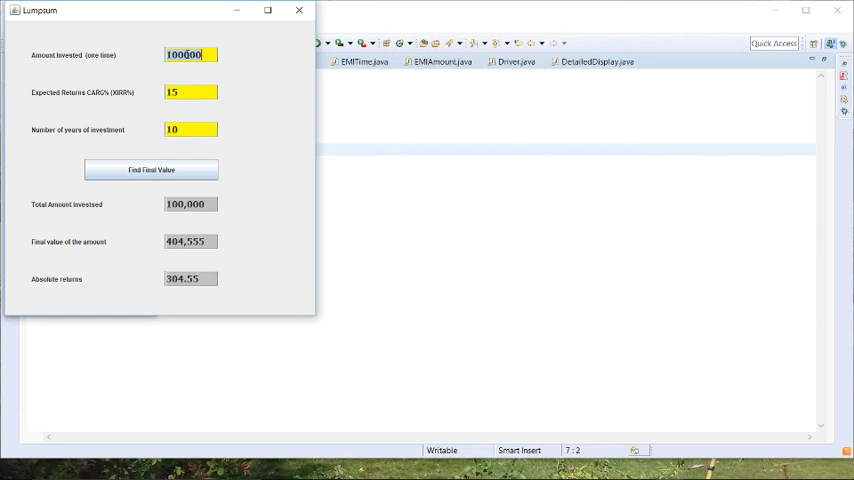 Lumpsum
Quick Access
EMITime.java
EMIAmount.java
Driver.java
DetailedDisplay.java
Amount Invested (one time)
100000
Expected Returns CARG% (XIRR%)
15
Number of years of investment
10
Find Final Value
Total Amount Investsed
100,000
Final value of the amount
404,555
Absolute returns
304.55
Writable
Smart Insert
7 : 2